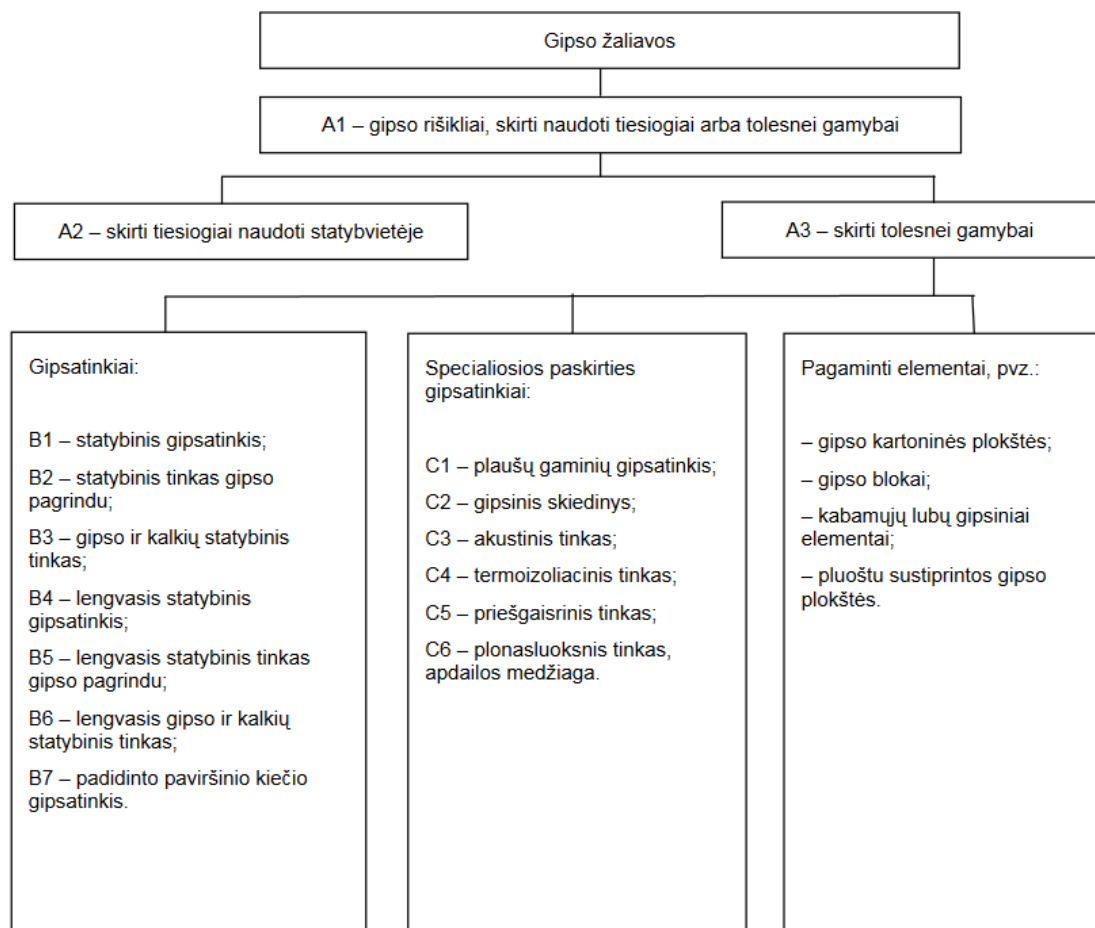 Gipso žaliavos
A1 – gipso rišikliai, skirti naudoti tiesiogiai arba tolesnei gamybai
A2 – skirti tiesiogiai naudoti statybvietėje
A3 – skirti tolesnei gamybai
Gipsatinkiai:
B1 – statybinis gipsatinkis;
B2 – statybinis tinkas gipso
pagrindu;
B3 – gipso ir kalkių statybinis
tinkas;
B4 – lengvasis statybinis
gipsatinkis;
B5 – lengvasis statybinis tinkas
gipso pagrindu;
B6 – lengvasis gipso ir kalkių
statybinis tinkas;
B7 – padidinto paviršinio kiečio
gipsatinkis.
Specialiosios paskirties
gipsatinkiai:
C1 – plaušų gaminių gipsatinkis;
C2 – gipsinis skiedinys;
C3 – akustinis tinkas;
C4 – termoizoliacinis tinkas;
C5 – priešgaisrinis tinkas;
C6 – plonasluoksnis tinkas,
apdailos medžiaga.
Pagaminti elementai, pvz.:
– gipso kartoninės plokštės;
– gipso blokai;
– kabamųjų lubų gipsiniai
elementai;
– pluoštu sustiprintos gipso
plokštės.